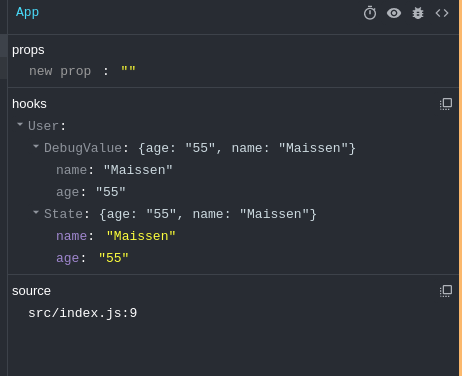 App
props
new prop : ""
hooks
User:
DebugValue: {age: "55", name: "Maissen"}
name: "Maissen"
age: "55"
State: {age: "55", name: "Maissen"}
name: "Maissen"
age: "55"
source
src/index.js:9